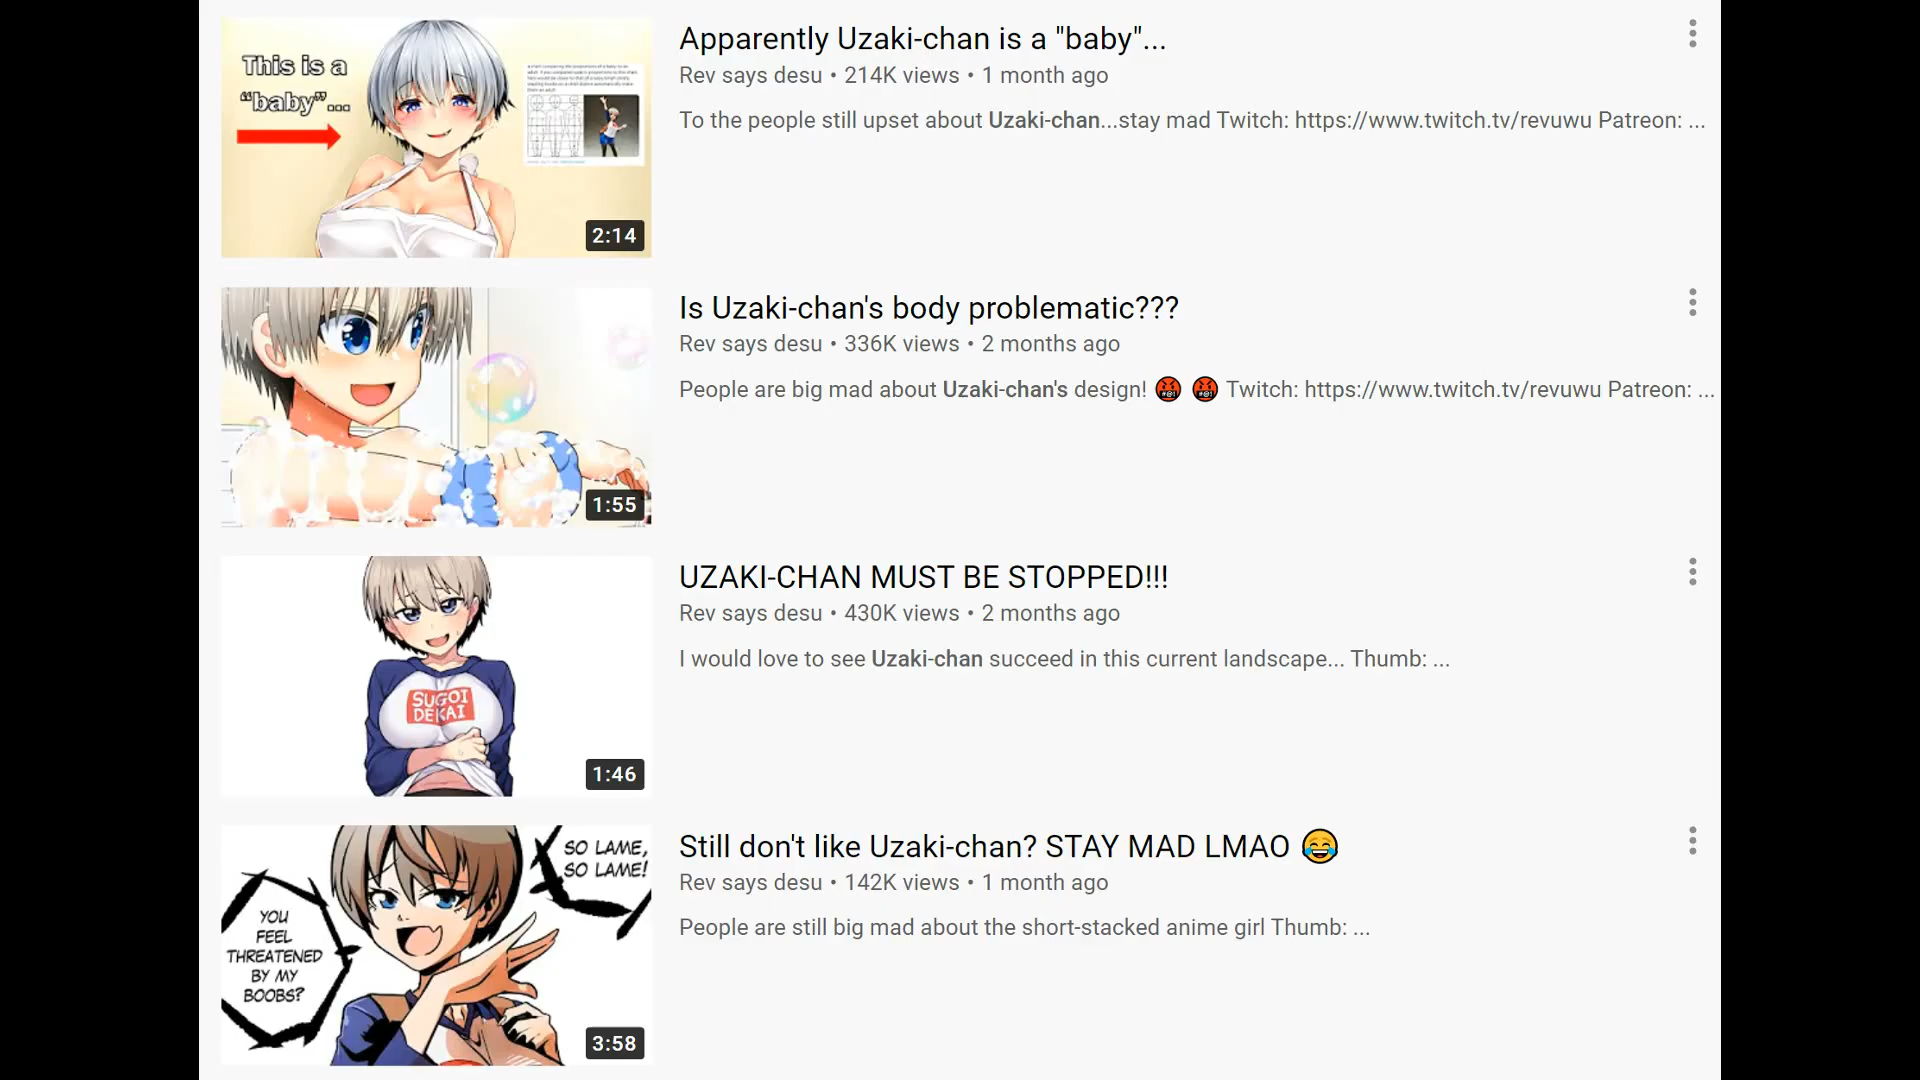 This is a
“baby”...
2:14
Apparently Uzaki-chan is a "baby"...
Rev says desu • 214K views • 1 month ago
To the people still upset about Uzaki-chan...stay mad Twitch: https://www.twitch.tv/revuwu Patreon: ...
1:55
Is Uzaki-chan's body problematic???
Rev says desu • 336K views • 2 months ago
People are big mad about Uzaki-chan's design! 🤬 🤬 Twitch: https://www.twitch.tv/revuwu Patreon: ...
SUGOI
DEKAI
1:46
UZAKI-CHAN MUST BE STOPPED!!!
Rev says desu • 430K views • 2 months ago
I would love to see Uzaki-chan succeed in this current landscape... Thumb: ...
SO LAME,
SO LAME!
YOU
FEEL
THREATENED
BY MY
BOOBS?
3:58
Still don't like Uzaki-chan? STAY MAD LMAO 😂
Rev says desu • 142K views • 1 month ago
People are still big mad about the short-stacked anime girl Thumb: ...